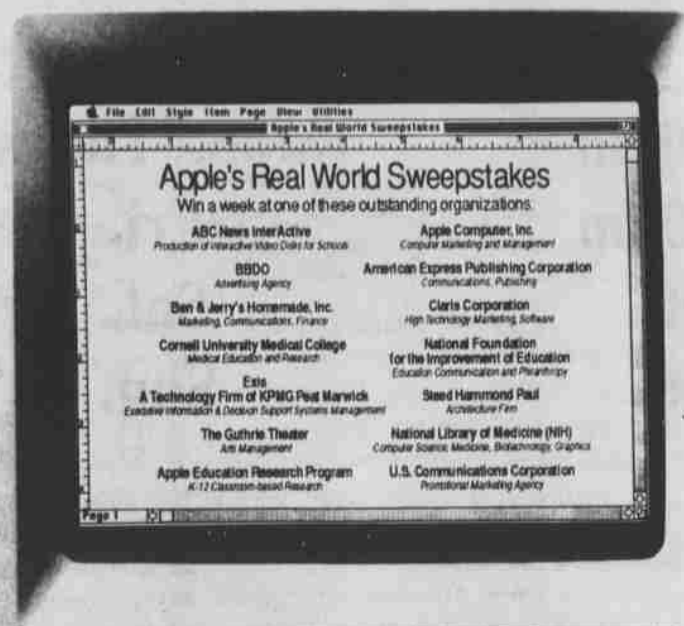 File Edit Style Item Page View Utilities
Apple's Real World Sweepstakes
Apple's Real World Sweepstakes
Win a week at one of these outstanding organizations.
ABC News InterActive
Production of Interactive Video Disks for Schools
BBDO
Advertising Agency
Ben & Jerry's Homemade, Inc.
Marketing, Communications, Finance
Cornell University Medical College
Medical Education and Research
Exis
A Technology Firm of KPMG Peat Marwick
Executive Information & Decision Support Systems Management
The Guthrie Theater
Arts Management
Apple Education Research Program
K-12 Classroom-based Research
Apple Computer, Inc.
Computer Marketing and Management
American Express Publishing Corporation
Communications, Publishing
Claris Corporation
High Technology Marketing, Software
National Foundation
for the Improvement of Education
Education Communication and Philanthropy
Steed Hammond Paul
Architecture Firm
National Library of Medicine (NIH)
Computer Science, Medicine, Biotechnology, Graphics
U.S. Communications Corporation
Promotional Marketing Agency
Page 1